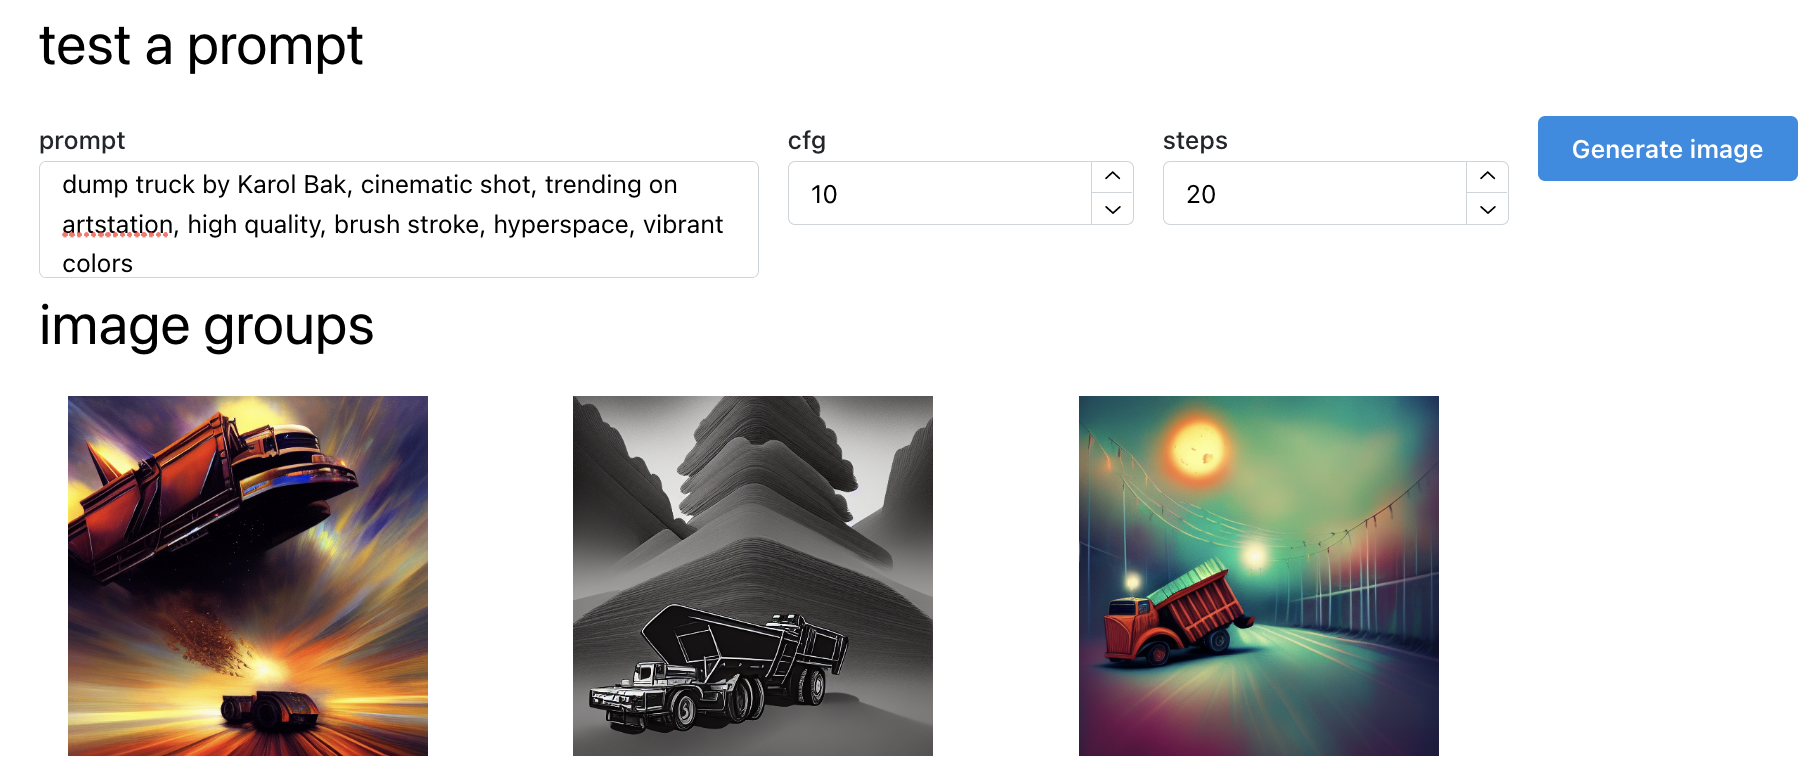 test a prompt
prompt
cfg
steps
Generate image
dump truck by Karol Bak, cinematic shot, trending on
artstation, high quality, brush stroke, hyperspace, vibrant
colors
10
20
image groups